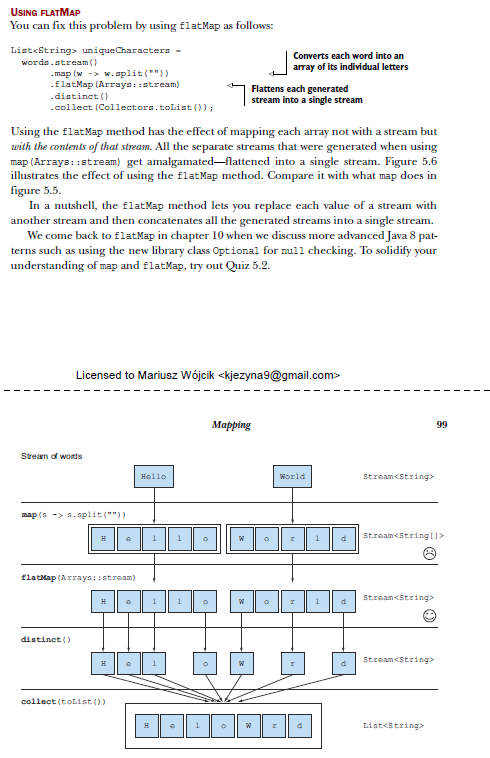 USING FLATMAP
You can fix this problem by using flatMap as follows:
List<String> uniqueCharacters =
words.stream()
.map(w -> w.split(""))
Converts each word into an
array of its individual letters
.flatMap(Arrays::stream)
Flattens each generated
stream into a single stream
.distinct()
.collect(Collectors.toList());
Using the flatMap method has the effect of mapping each array not with a stream but
with the contents of that stream. All the separate streams that were generated when using
map(Arrays::stream) get amalgamated—flattened into a single stream. Figure 5.6
illustrates the effect of using the flatMap method. Compare it with what map does in
figure 5.5.
In a nutshell, the flatMap method lets you replace each value of a stream with
another stream and then concatenates all the generated streams into a single stream.
We come back to flatMap in chapter 10 when we discuss more advanced Java 8 pat-
terns such as using the new library class Optional for null checking. To solidify your
understanding of map and flatMap, try out Quiz 5.2.
Licensed to Mariusz Wójcik <kjezyna9@gmail.com>
Mapping 99
Stream of words
Hello World Stream<String>
map(s -> s.split(""))
H e l l o W o r l d Stream<String[]>
flatMap(Arrays::stream)
H e l l o W o r l d Stream<String>
distinct()
H e l o W r d Stream<String>
collect(toList())
H e l o W r d List<String>